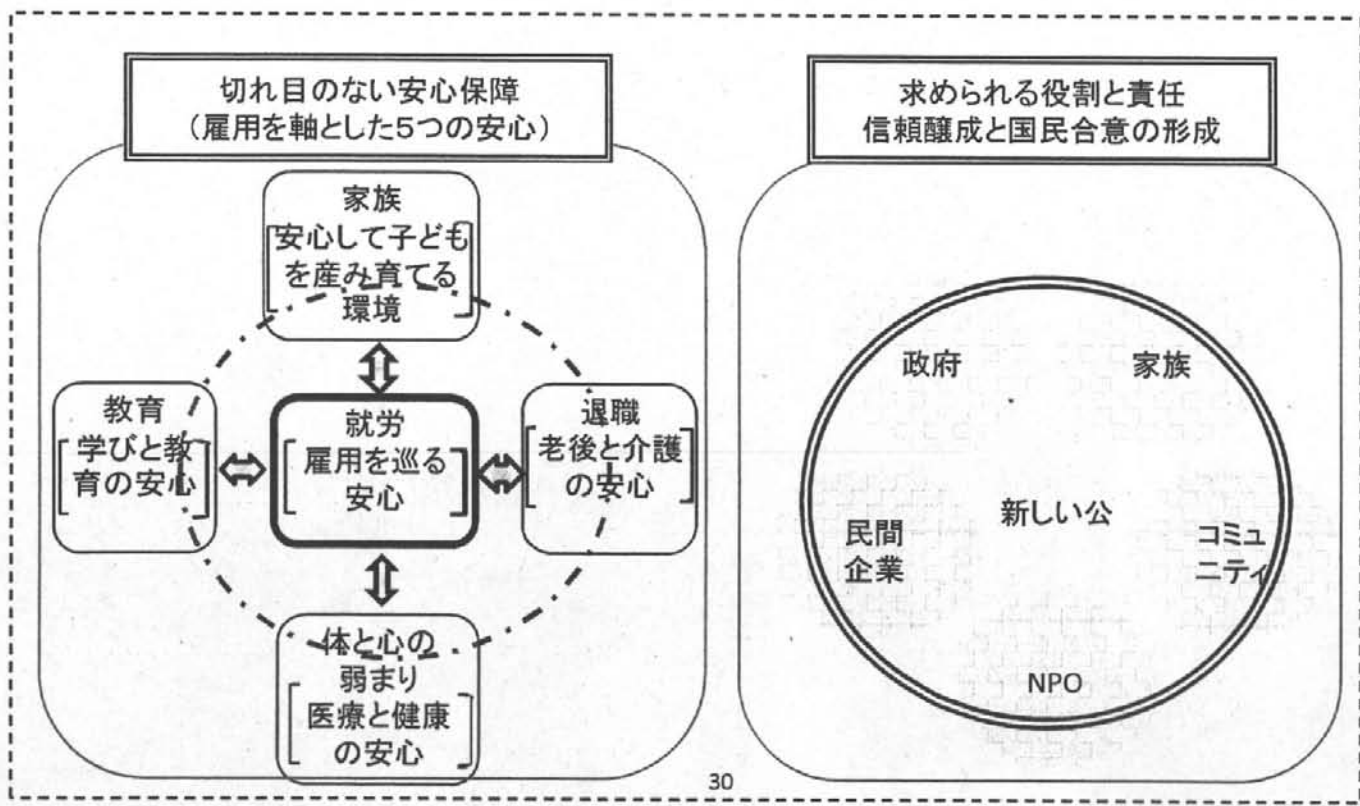 切れ目のない安心保障
(雇用を軸とした5つの安心)
家族
安心して子ども
を産み育てる
環境
教育
学びと教
育の安心
就労
雇用を巡る
安心
退職
老後と介護
の安心
体と心の
弱まり
医療と健康
の安心
求められる役割と責任
信頼醸成と国民合意の形成
政府
家族
新しい公
民間
企業
コミュ
ニティ
NPO
30